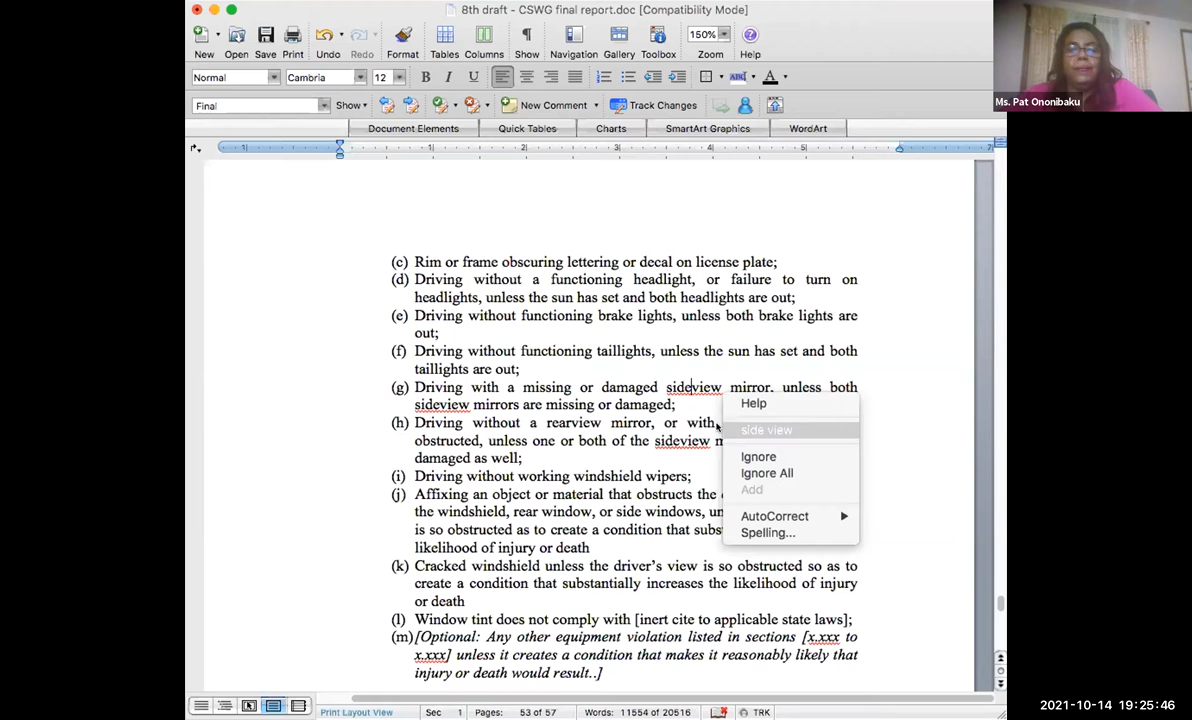 8th draft - CSWG final report.doc [Compatibility Mode]
New Open Save Print Undo Redo Format Tables Columns Show Navigation Gallery Toolbox 150% Zoom Help
Normal Cambria 12 B I U
Final Show New Comment Track Changes
Document Elements Quick Tables Charts SmartArt Graphics WordArt
Ms. Pat Ononibaku
(c) Rim or frame obscuring lettering or decal on license plate;
(d) Driving without a functioning headlight, or failure to turn on
headlights, unless the sun has set and both headlights are out;
(e) Driving without functioning brake lights, unless both brake lights are
out;
(f) Driving without functioning taillights, unless the sun has set and both
taillights are out;
(g) Driving with a missing or damaged sideview mirror, unless both
sideview mirrors are missing or damaged;
(h) Driving without a rearview mirror, or with
obstructed, unless one or both of the sideview m
damaged as well;
(i) Driving without working windshield wipers;
(j) Affixing an object or material that obstructs the
the windshield, rear window, or side windows, un
is so obstructed as to create a condition that subst
likelihood of injury or death
(k) Cracked windshield unless the driver's view is so obstructed so as to
create a condition that substantially increases the likelihood of injury
or death
(l) Window tint does not comply with [inert cite to applicable state laws];
(m)[Optional: Any other equipment violation listed in sections [x.xxx to
x.xxx] unless it creates a condition that makes it reasonably likely that
injury or death would result..]
Help
side view
Ignore
Ignore All
Add
AutoCorrect
Spelling...
Print Layout View Sec 1 Pages: 53 of 57 Words: 11554 of 20516 TRK
2021-10-14 19:25:46